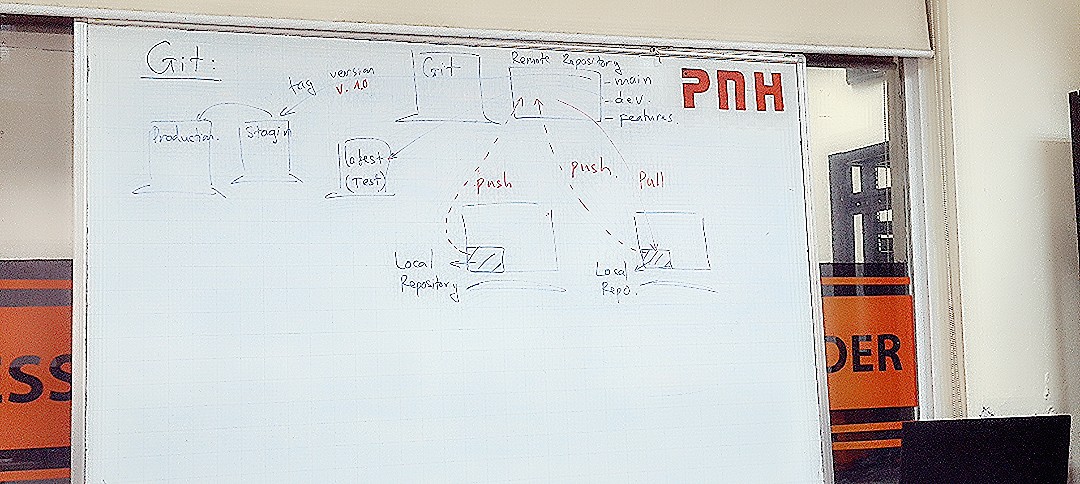 Git:
tag version
v. 1.0
Production.
Stagin
Git
Latest
(Test)
Remote Repository
- main
- dev.
- features.
PNH
push
push.
Pull
Local
Repository
Local
Repo.
ESS
DER